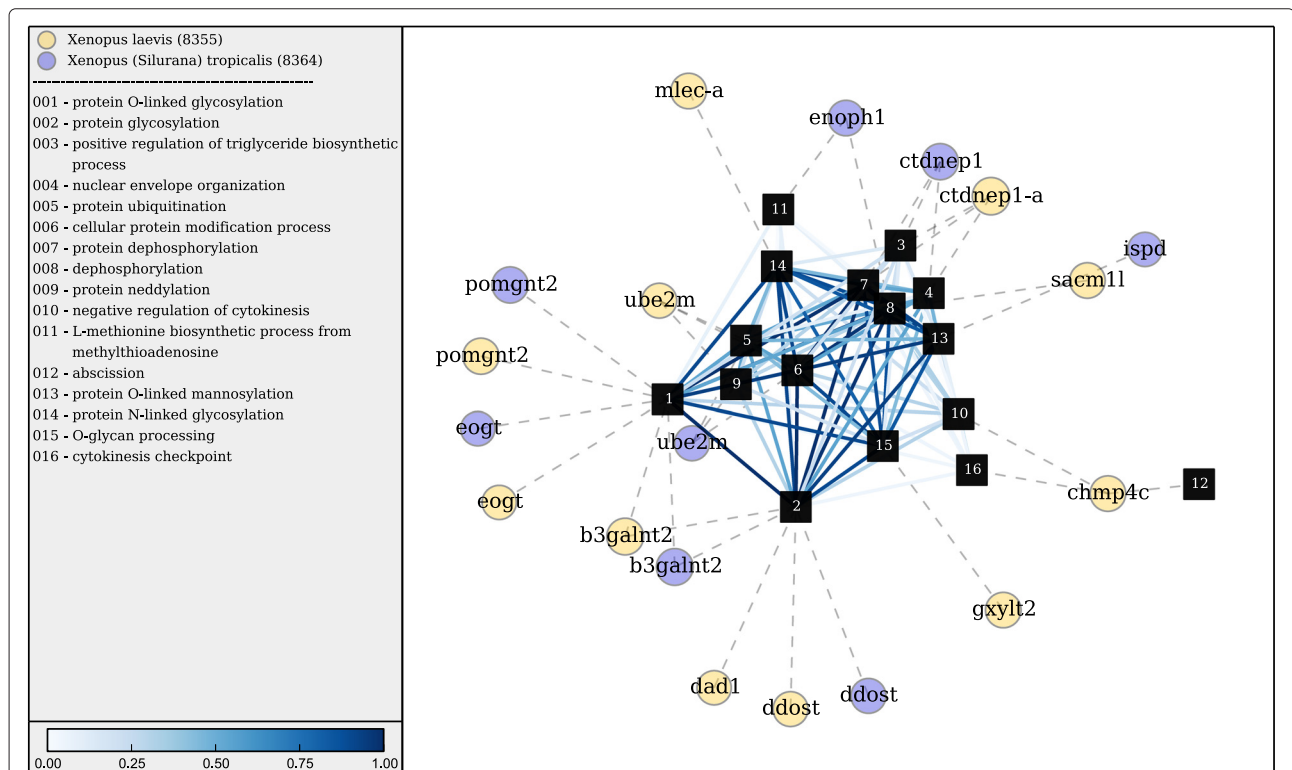 Xenopus laevis (8355)
Xenopus (Silurana) tropicalis (8364)
001 - protein O-linked glycosylation
002 - protein glycosylation
003 - positive regulation of triglyceride biosynthetic
process
004 - nuclear envelope organization
005 - protein ubiquitination
006 - cellular protein modification process
007 - protein dephosphorylation
008 - dephosphorylation
009 - protein neddylation
010 - negative regulation of cytokinesis
011 - L-methionine biosynthetic process from
methylthioadenosine
012 - abscission
013 - protein O-linked mannosylation
014 - protein N-linked glycosylation
015 - O-glycan processing
016 - cytokinesis checkpoint
0.00 0.25 0.50 0.75 1.00
mlec-a
enoph1
ctdnep1
ctdnep1-a
11
3
ispd
14
sacm1l
pomgnt2
7
4
ube2m
8
5
13
pomgnt2
6
9
1
10
eogt
ube2m
15
16
12
chmp4c
eogt
2
b3galnt2
b3galnt2
gxylt2
dad1
ddost
ddost